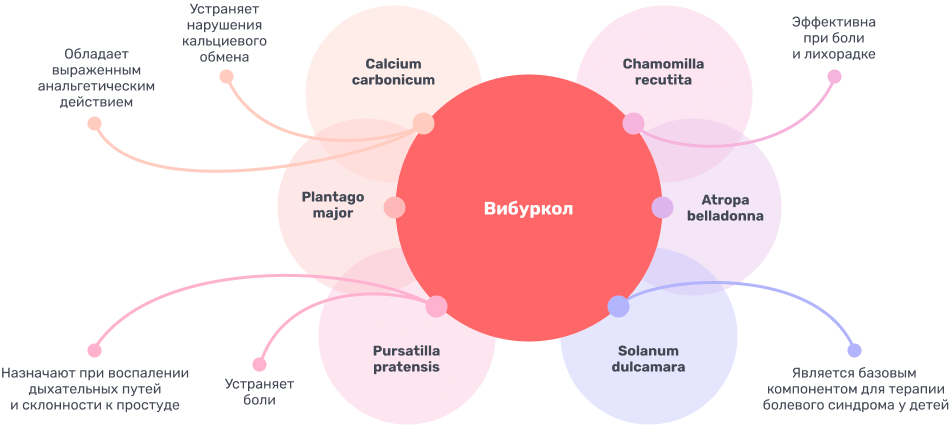 Устраняет
нарушения
кальциевого
обмена
Обладает
выраженным
анальгетическим
действием
Calcium
carbonicum
Chamomilla
recutita
Эффективна
при боли
и лихорадке
Plantago
major
Вибуркол
Atropa
belladonna
Pursatilla
pratensis
Solanum
dulcamara
Назначают при воспалении
дыхательных путей
и склонности к простуде
Устраняет
боли
Является базовым
компонентом для терапии
болевого синдрома у детей